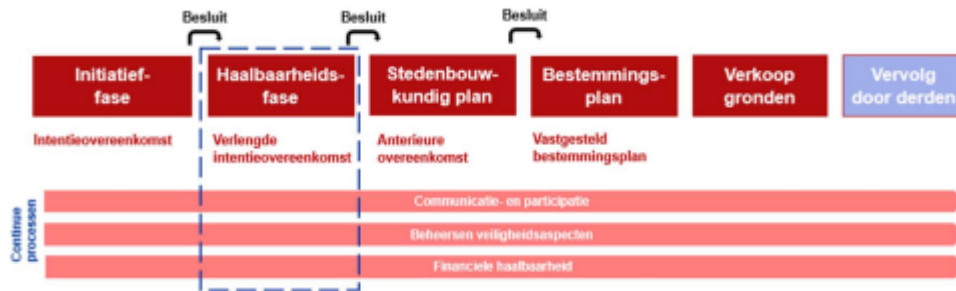 Besluit
Besluit
Besluit
Initiatief-
fase
Haalbaarheids-
fase
Stedenbouw-
kundig plan
Bestemmings-
plan
Verkoop
gronden
Vervolg
door derden
Intentieovereenkomst
Verlengde
intentieovereenkomst
Anterieure
overeenkomst
Vastgesteld
bestemmingsplan
Continue
processen
Communicatie- en participatie
Beheersen veiligheidsaspecten
Financiele haalbaarheid